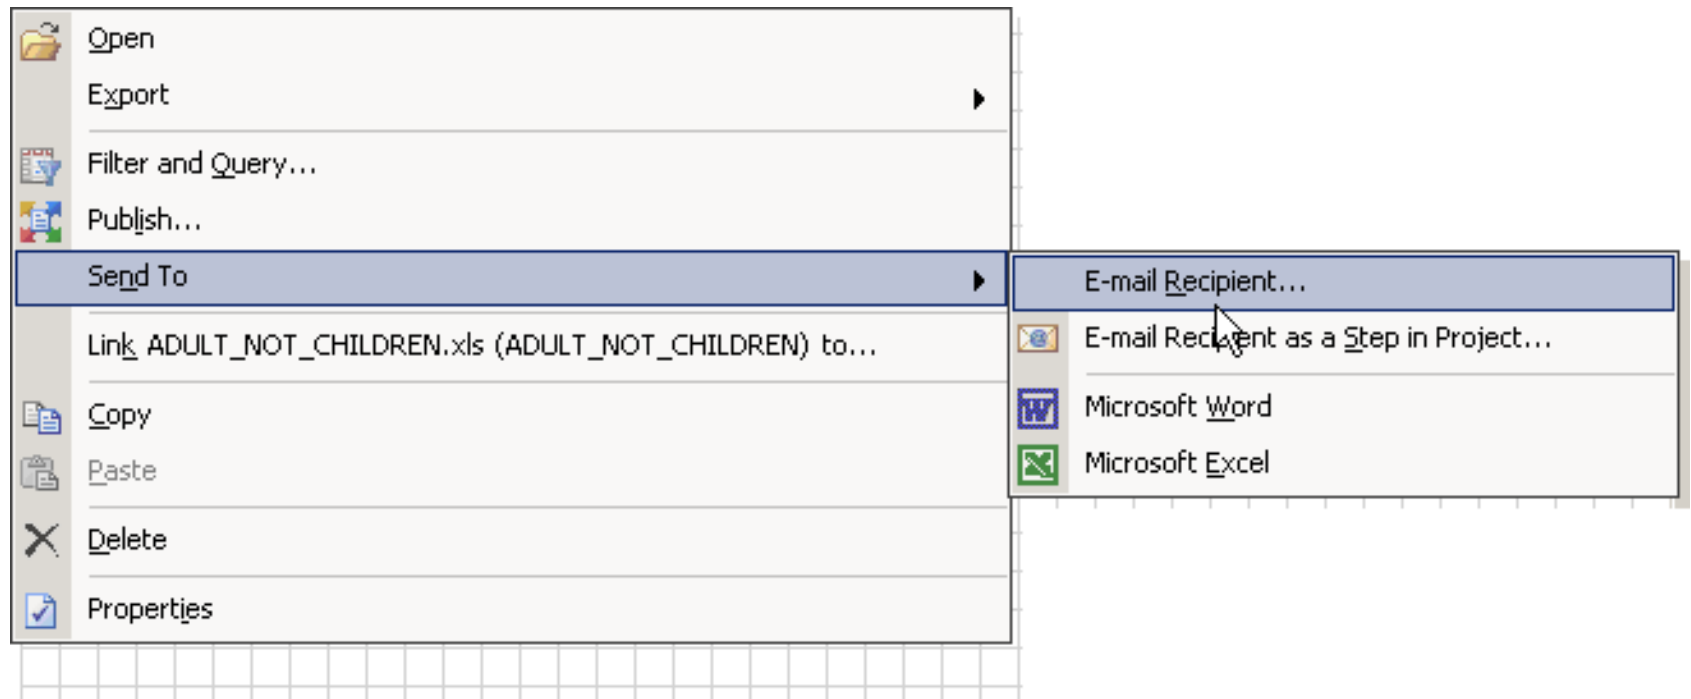 Open
Export
Filter and Query...
Publish...
Send To
Link ADULT_NOT_CHILDREN.xls (ADULT_NOT_CHILDREN) to...
Copy
Paste
Delete
Properties
E-mail Recipient...
E-mail Recipient as a Step in Project...
Microsoft Word
Microsoft Excel